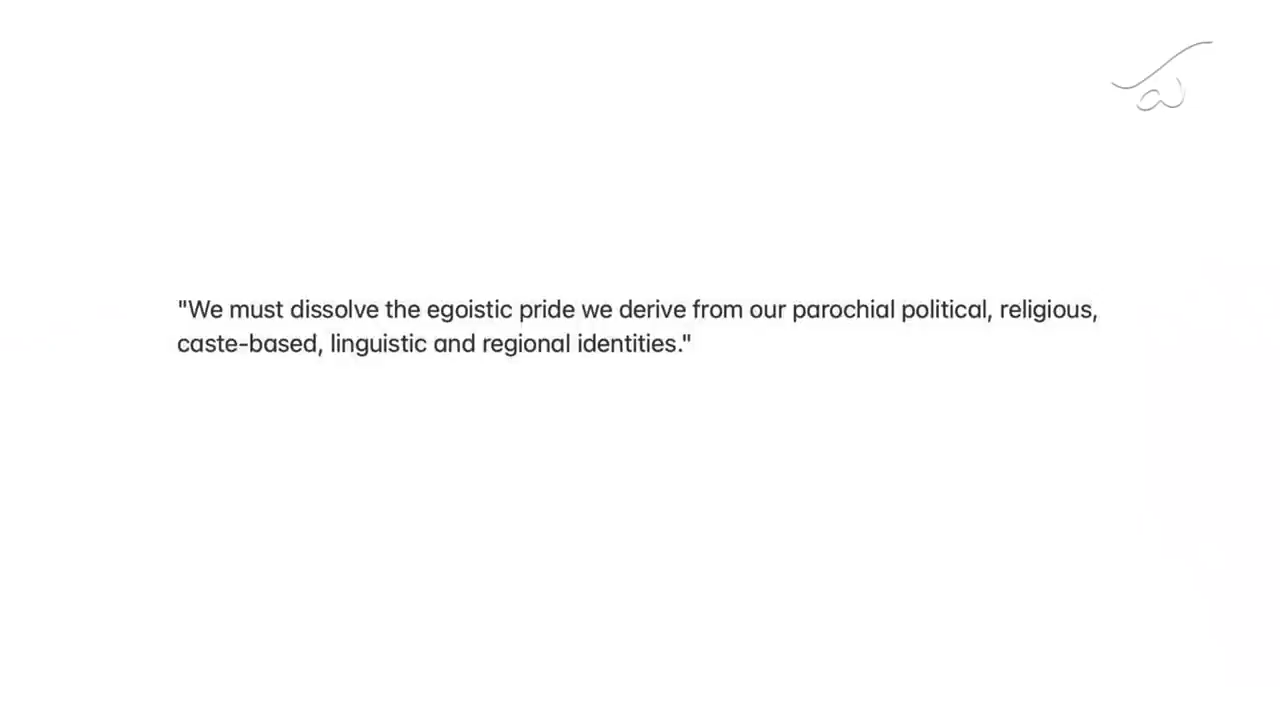 "We must dissolve the egoistic pride we derive from our parochial political, religious,
caste-based, linguistic and regional identities."